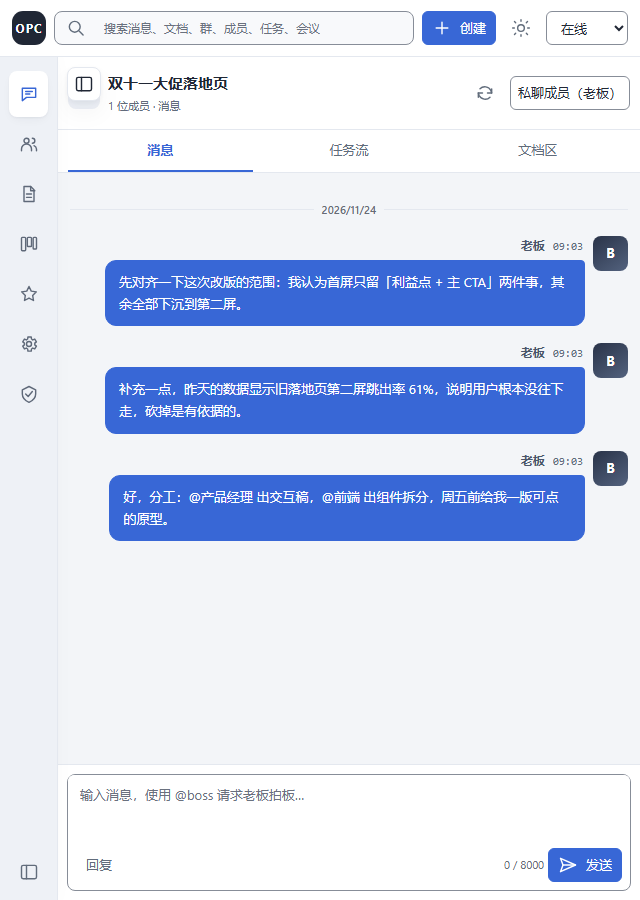 OPC
搜索消息、文档、群、成员、任务、会议
创建
在线
双十一大促落地页
1 位成员 · 消息
私聊成员（老板）
消息
任务流
文档区
2026/11/24
老板 09:03
B
先对齐一下这次改版的范围：我认为首屏只留「利益点 + 主 CTA」两件事，其
余全部下沉到第二屏。
老板 09:03
B
补充一点，昨天的数据显示旧落地页第二屏跳出率 61%，说明用户根本没往下
走，砍掉是有依据的。
老板 09:03
B
好，分工：@产品经理 出交互稿，@前端 出组件拆分，周五前给我一版可点
的原型。
输入消息，使用 @boss 请求老板拍板...
回复
0 / 8000
发送